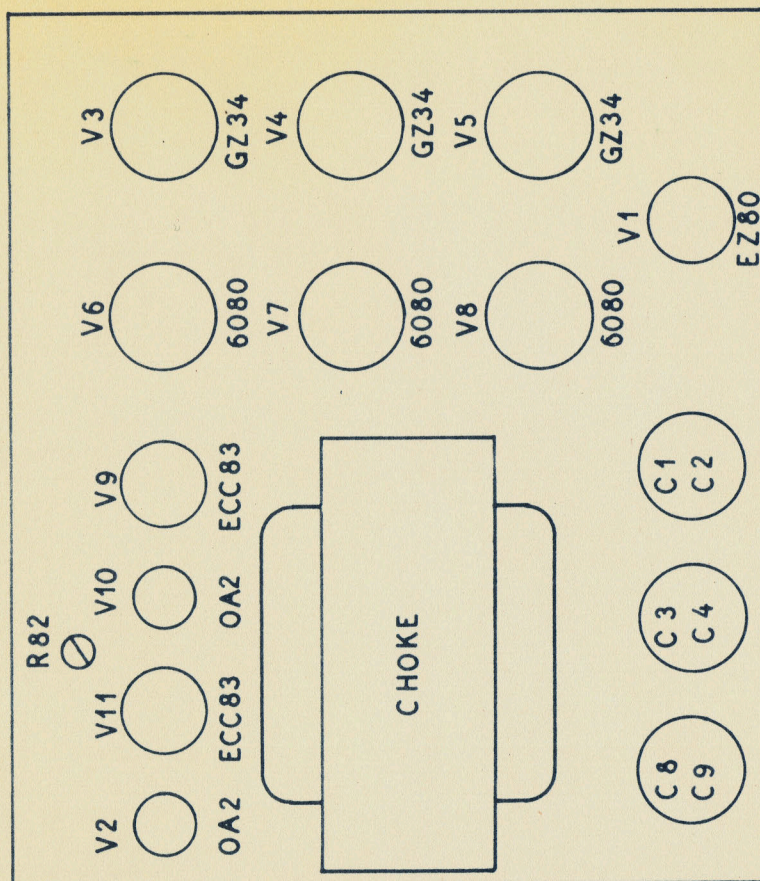 V3
GZ34
V4
GZ34
V5
GZ34
V1
EZ80
V6
6080
V7
6080
V8
6080
V9
ECC83
C1
C2
V10
OA2
R82
CHOKE
C3
C4
V11
ECC83
C8
C9
V2
OA2